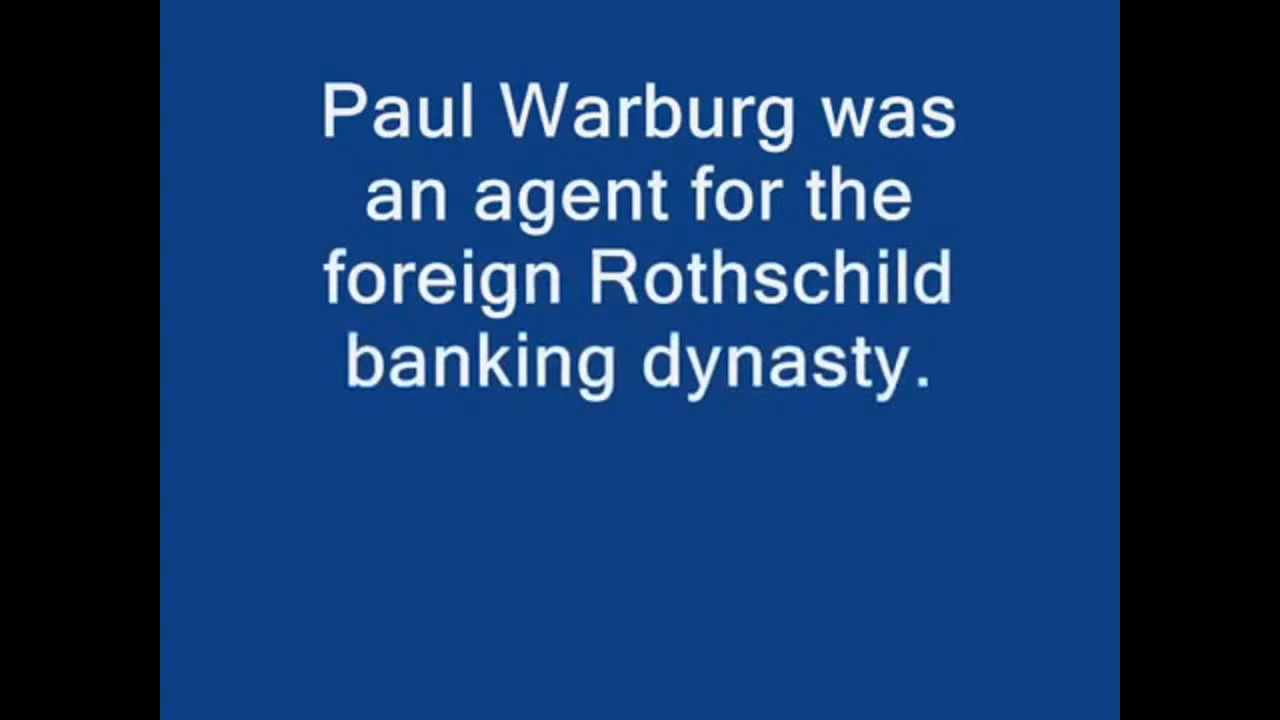 Paul Warburg was
an agent for the
foreign Rothschild
banking dynasty.